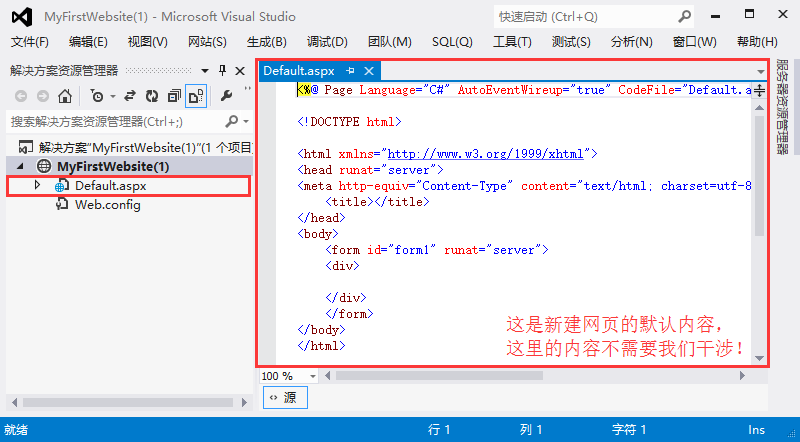 MyFirstWebsite(1) - Microsoft Visual Studio
快速启动 (Ctrl+Q)
文件(F) 编辑(E) 视图(V) 网站(S) 生成(B) 调试(D) 团队(M) SQL(Q) 工具(T) 测试(S) 分析(N) 窗口(W) 帮助(H)
解决方案资源管理器
搜索解决方案资源管理器(Ctrl+;)
解决方案"MyFirstWebsite(1)"(1 个项目
MyFirstWebsite(1)
Default.aspx
Web.config
Default.aspx
<%@ Page Language="C#" AutoEventWireup="true" CodeFile="Default.a
<!DOCTYPE html>
<html xmlns="http://www.w3.org/1999/xhtml">
<head runat="server">
<meta http-equiv="Content-Type" content="text/html; charset=utf-8
<title></title>
</head>
<body>
<form id="form1" runat="server">
<div>
</div>
</form>
</body>
</html>
这是新建网页的默认内容，
这里的内容不需要我们干涉！
100 %
源
服务器资源管理器
就绪 行 1 列 1 字符 1 Ins